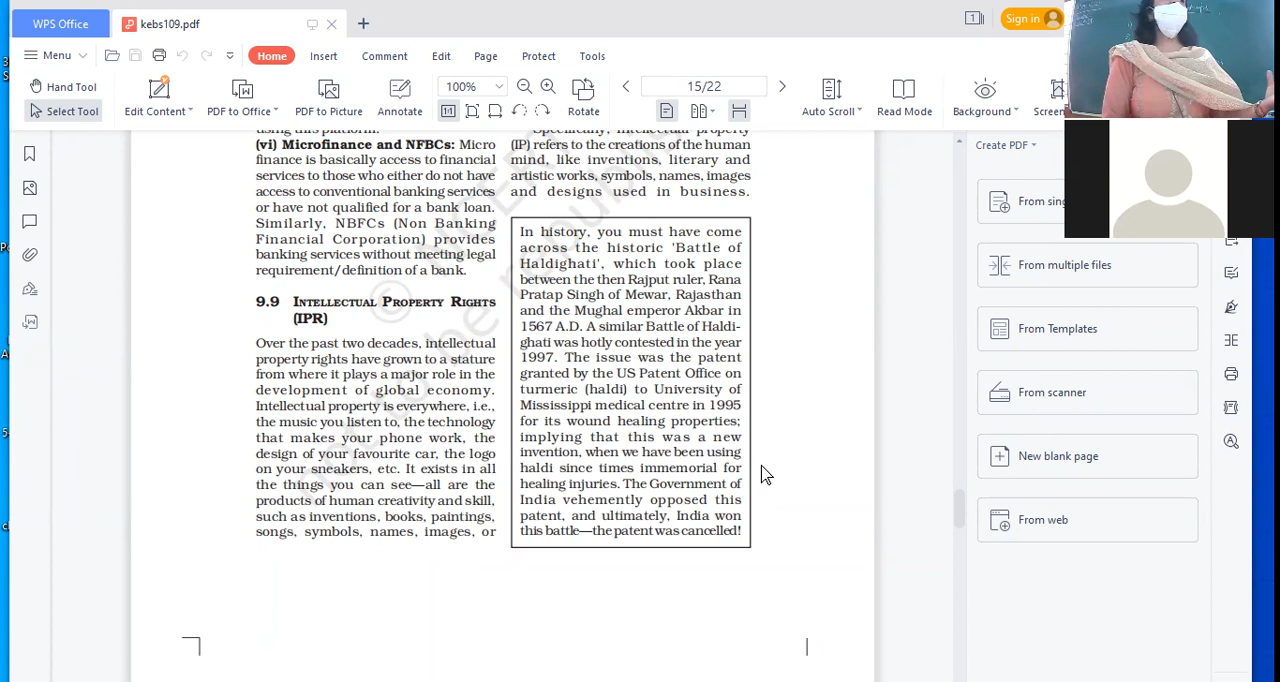 WPS Office
kebs109.pdf
Sign in
Menu
Home
Insert
Comment
Edit
Page
Protect
Tools
Hand Tool
Select Tool
Edit Content
PDF to Office
PDF to Picture
Annotate
100%
Rotate
15/22
Auto Scroll
Read Mode
Background
Screen
using this platform.
(vi) Microfinance and NFBCs: Micro
finance is basically access to financial
services to those who either do not have
access to conventional banking services
or have not qualified for a bank loan.
Similarly, NBFCs (Non Banking
Financial Corporation) provides
banking services without meeting legal
requirement/definition of a bank.
9.9 INTELLECTUAL PROPERTY RIGHTS
(IPR)
Over the past two decades, intellectual
property rights have grown to a stature
from where it plays a major role in the
development of global economy.
Intellectual property is everywhere, i.e.,
the music you listen to, the technology
that makes your phone work, the
design of your favourite car, the logo
on your sneakers, etc. It exists in all
the things you can see—all are the
products of human creativity and skill,
such as inventions, books, paintings,
songs, symbols, names, images, or
Specifically, intellectual property
(IP) refers to the creations of the human
mind, like inventions, literary and
artistic works, symbols, names, images
and designs used in business.
In history, you must have come
across the historic 'Battle of
Haldighati', which took place
between the then Rajput ruler, Rana
Pratap Singh of Mewar, Rajasthan
and the Mughal emperor Akbar in
1567 A.D. A similar Battle of Haldi-
ghati was hotly contested in the year
1997. The issue was the patent
granted by the US Patent Office on
turmeric (haldi) to University of
Mississippi medical centre in 1995
for its wound healing properties;
implying that this was a new
invention, when we have been using
haldi since times immemorial for
healing injuries. The Government of
India vehemently opposed this
patent, and ultimately, India won
this battle—the patent was cancelled!
© NCERT
not to be republished
Create PDF
From sing
From multiple files
From Templates
From scanner
New blank page
From web